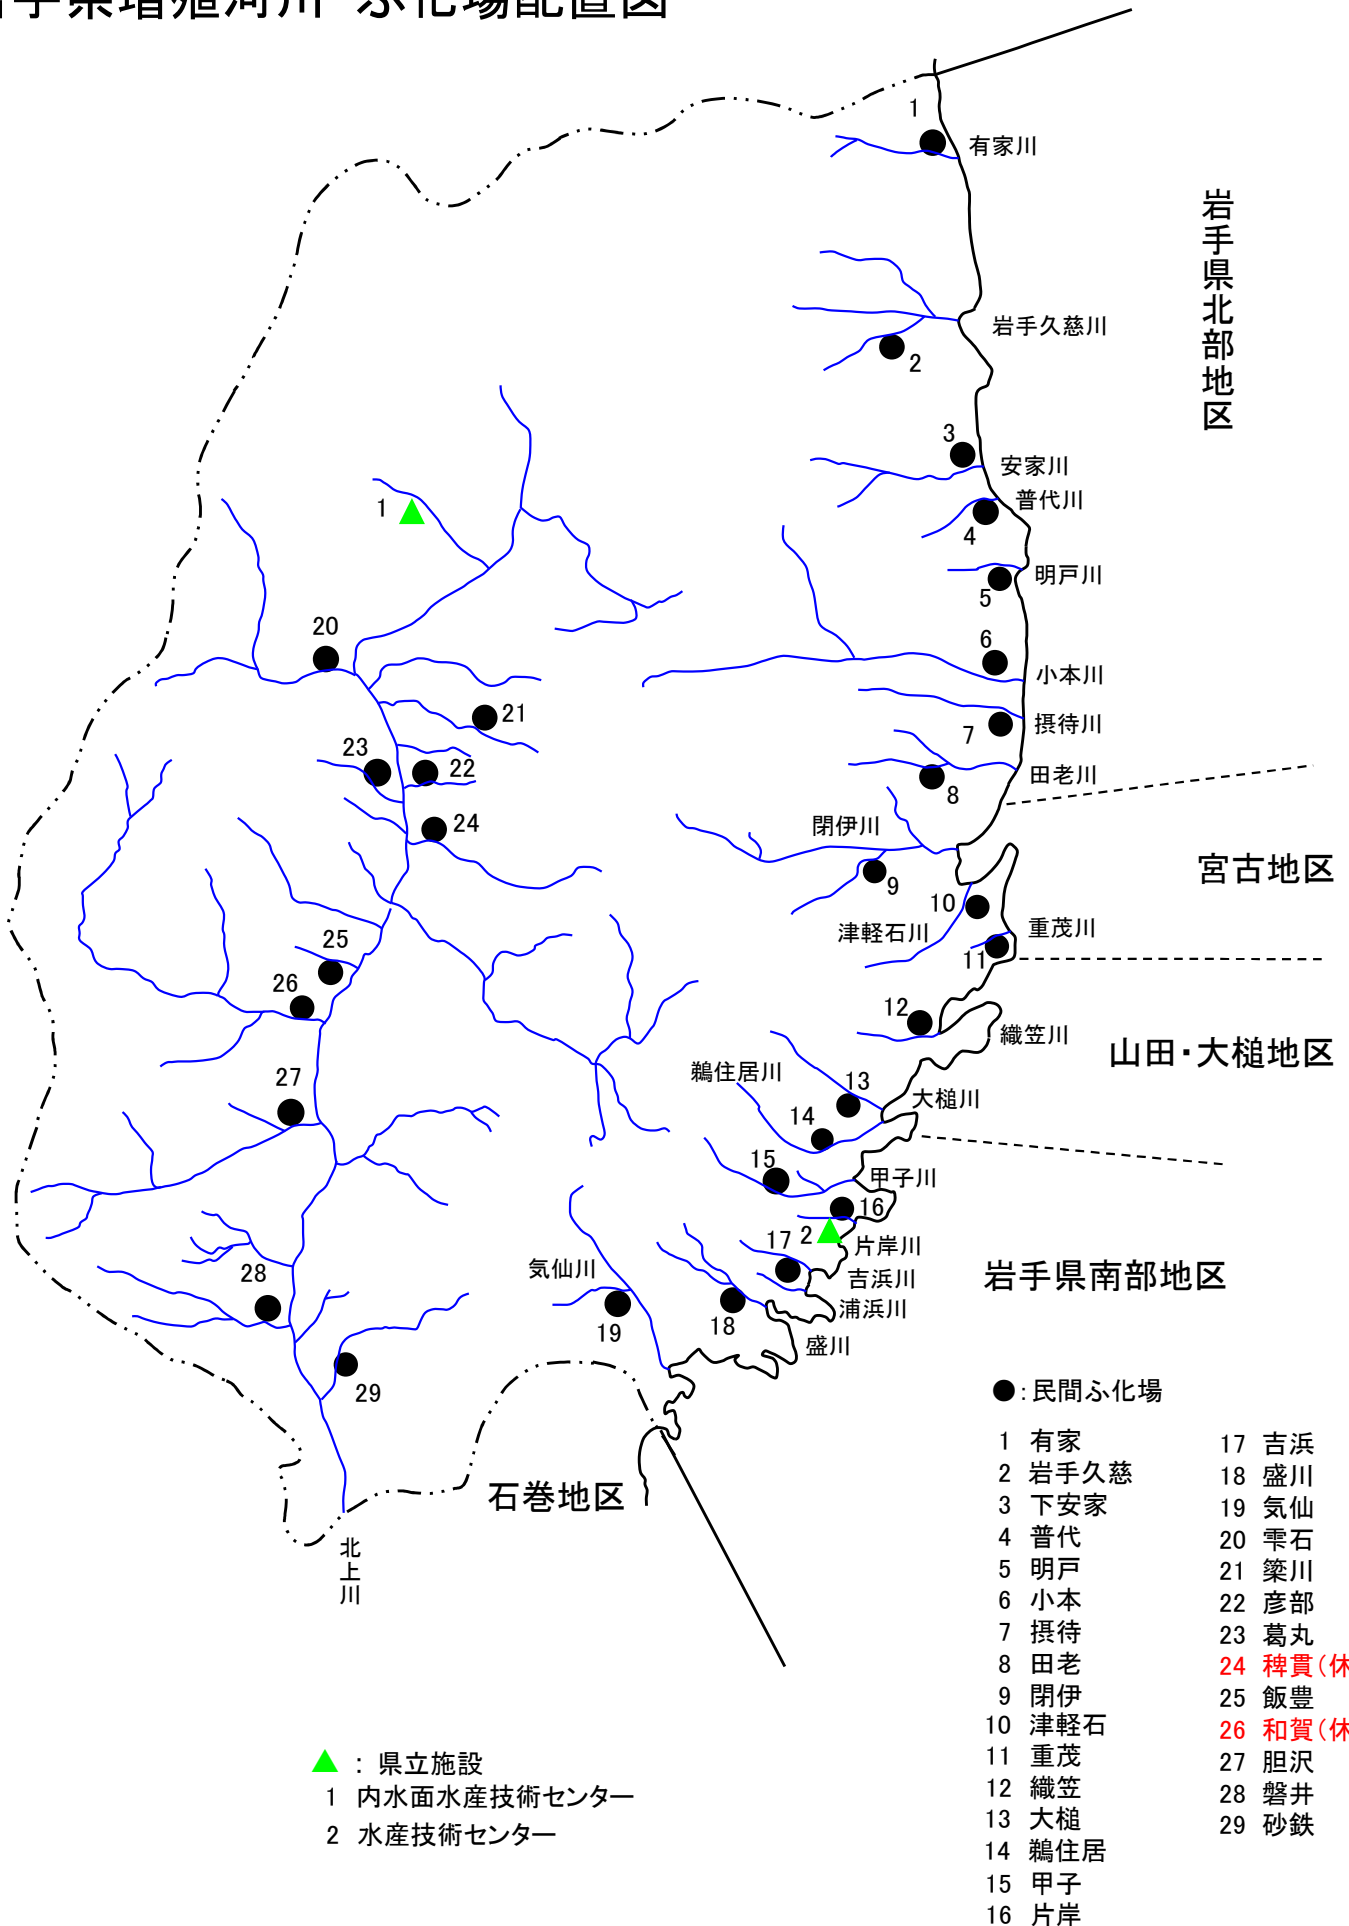 岩手県増殖河川 ふ化場配置図
1
有家川
岩手県北部地区
岩手久慈川
2
3
安家川
1
普代川
4
明戸川
5
20
6
小本川
21
摂待川
7
23
22
田老川
8
24
閉伊川
宮古地区
9
10
津軽石川
重茂川
25
11
26
12
織笠川
山田・大槌地区
鵜住居川
27
13
大槌川
14
15
甲子川
16
17
2
片岸川
気仙川
吉浜川
岩手県南部地区
28
浦浜川
19
18
盛川
29
●：民間ふ化場
石巻地区
北上川
1 有家
2 岩手久慈
3 下安家
4 普代
5 明戸
6 小本
7 摂待
8 田老
9 閉伊
10 津軽石
11 重茂
12 織笠
13 大槌
14 鵜住居
15 甲子
16 片岸
17 吉浜
18 盛川
19 気仙
20 雫石
21 簗川
22 彦部
23 葛丸
24 稗貫（休
25 飯豊
26 和賀（休
27 胆沢
28 磐井
29 砂鉄
▲ ： 県立施設
1 内水面水産技術センター
2 水産技術センター